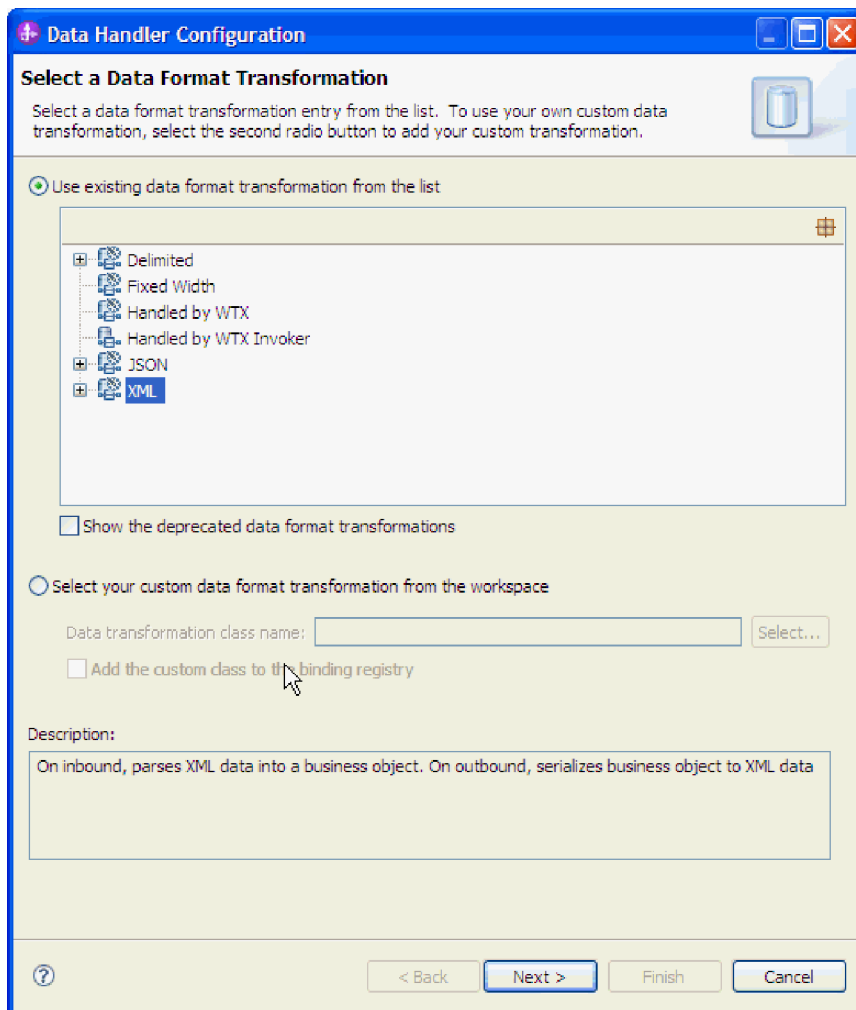 Data Handler Configuration
Select a Data Format Transformation
Select a data format transformation entry from the list. To use your own custom data
transformation, select the second radio button to add your custom transformation.
Use existing data format transformation from the list
Delimited
Fixed Width
Handled by WTX
Handled by WTX Invoker
JSON
XML
Show the deprecated data format transformations
Select your custom data format transformation from the workspace
Data transformation class name:
Select...
Add the custom class to the binding registry
Description:
On inbound, parses XML data into a business object. On outbound, serializes business object to XML data
?
< Back
Next >
Finish
Cancel